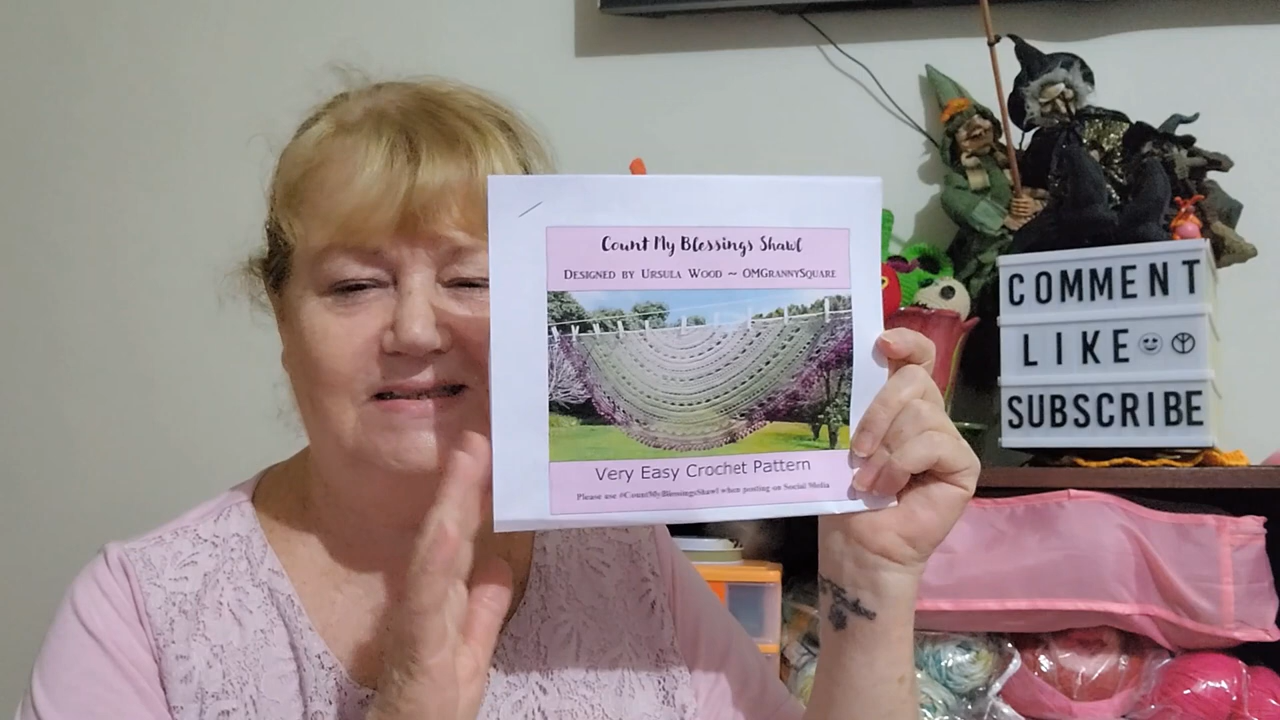 Count My Blessings Shawl
Designed by Ursula Wood ~ OMGrannySquare
Very Easy Crochet Pattern
Please use #CountMyBlessingsShawl when posting on Social Media
COMMENT
LIKE
SUBSCRIBE